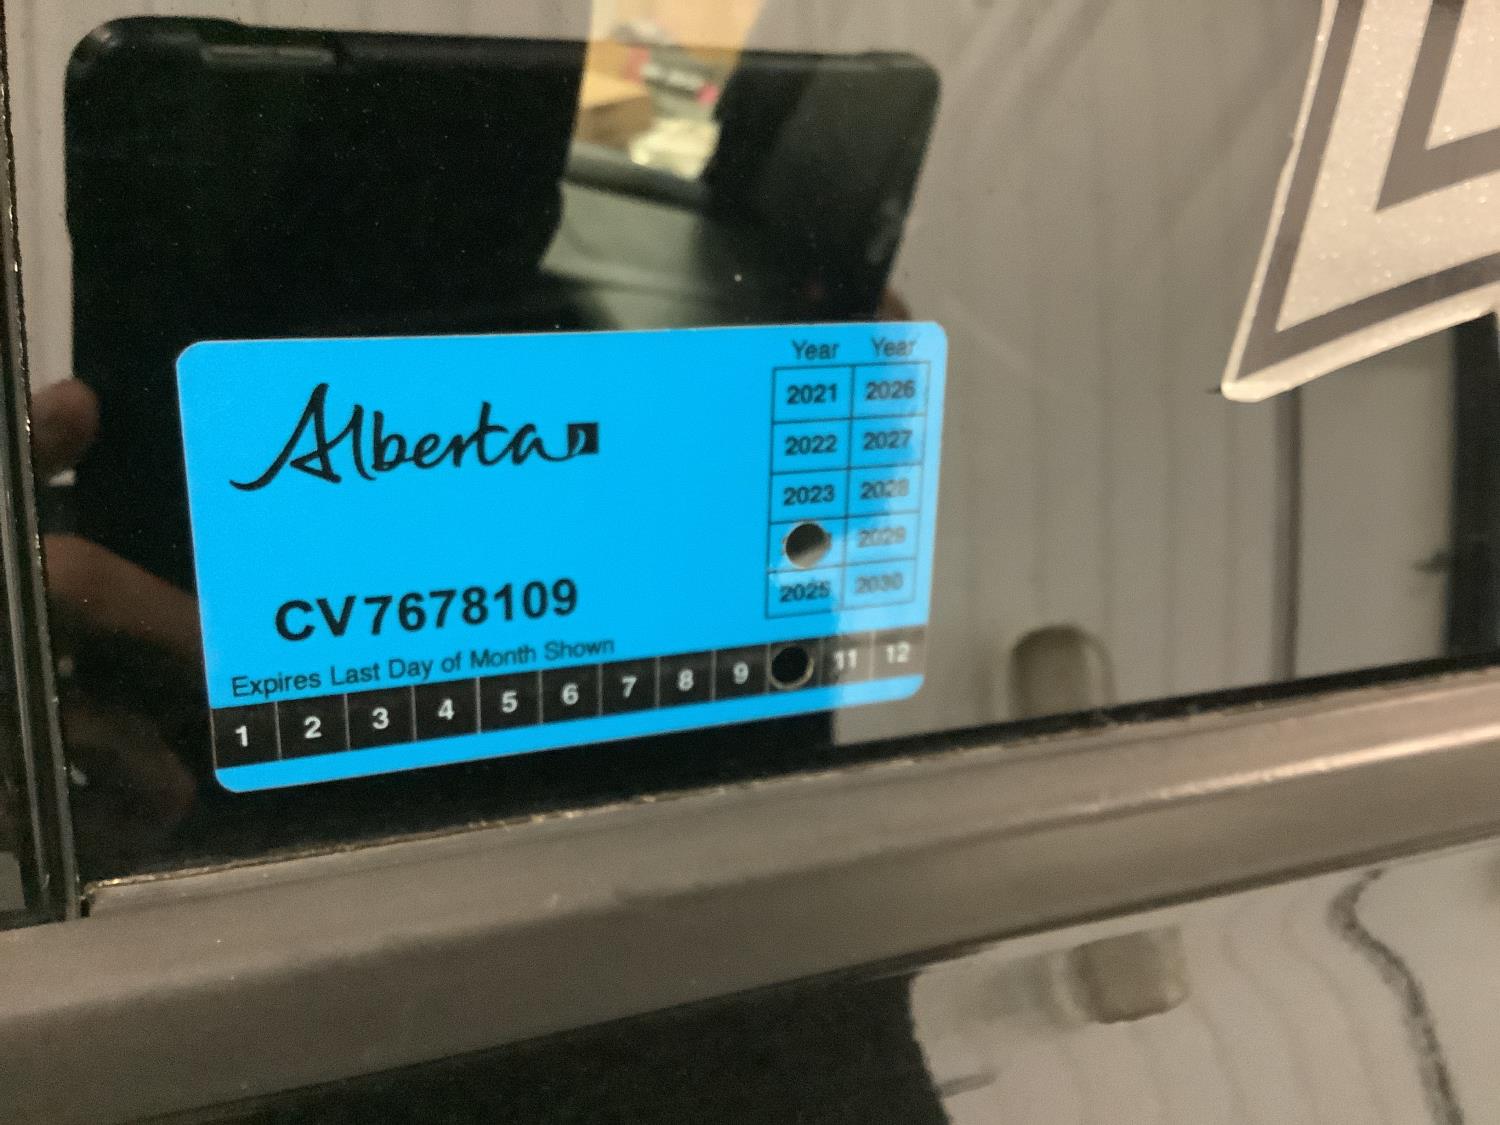 Alberta
Year Year
2021 2026
2022 2027
2023 2028
2029
2025 2030
CV7678109
Expires Last Day of Month Shown
1 2 3 4 5 6 7 8 9 11 12